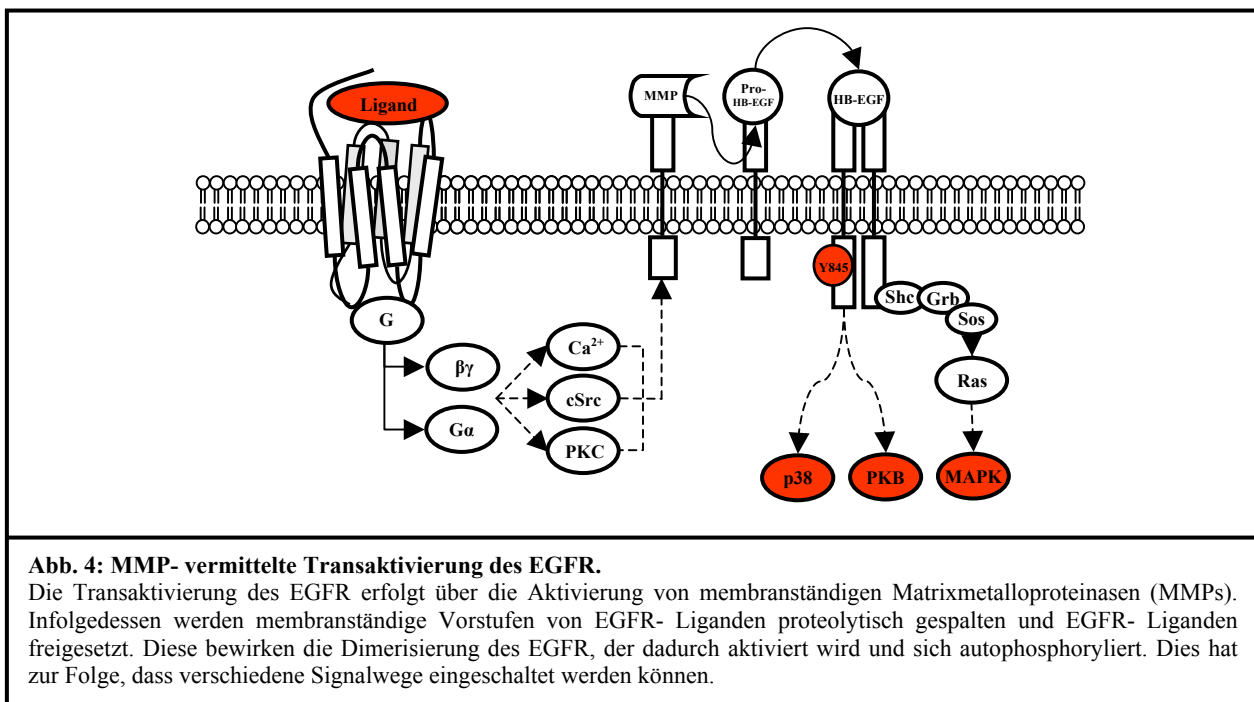 Ligand
MMP
Pro-
HB-EGF
HB-EGF
Y845
G
βγ
Gα
Ca²⁺
cSrc
PKC
Shc
Grb
Sos
Ras
p38
PKB
MAPK
Abb. 4: MMP- vermittelte Transaktivierung des EGFR.
Die Transaktivierung des EGFR erfolgt über die Aktivierung von membranständigen Matrixmetalloproteinasen (MMPs).
Infolgedessen werden membranständige Vorstufen von EGFR- Liganden proteolytisch gespalten und EGFR- Liganden
freigesetzt. Diese bewirken die Dimerisierung des EGFR, der dadurch aktiviert wird und sich autophosphoryliert. Dies hat
zur Folge, dass verschiedene Signalwege eingeschaltet werden können.